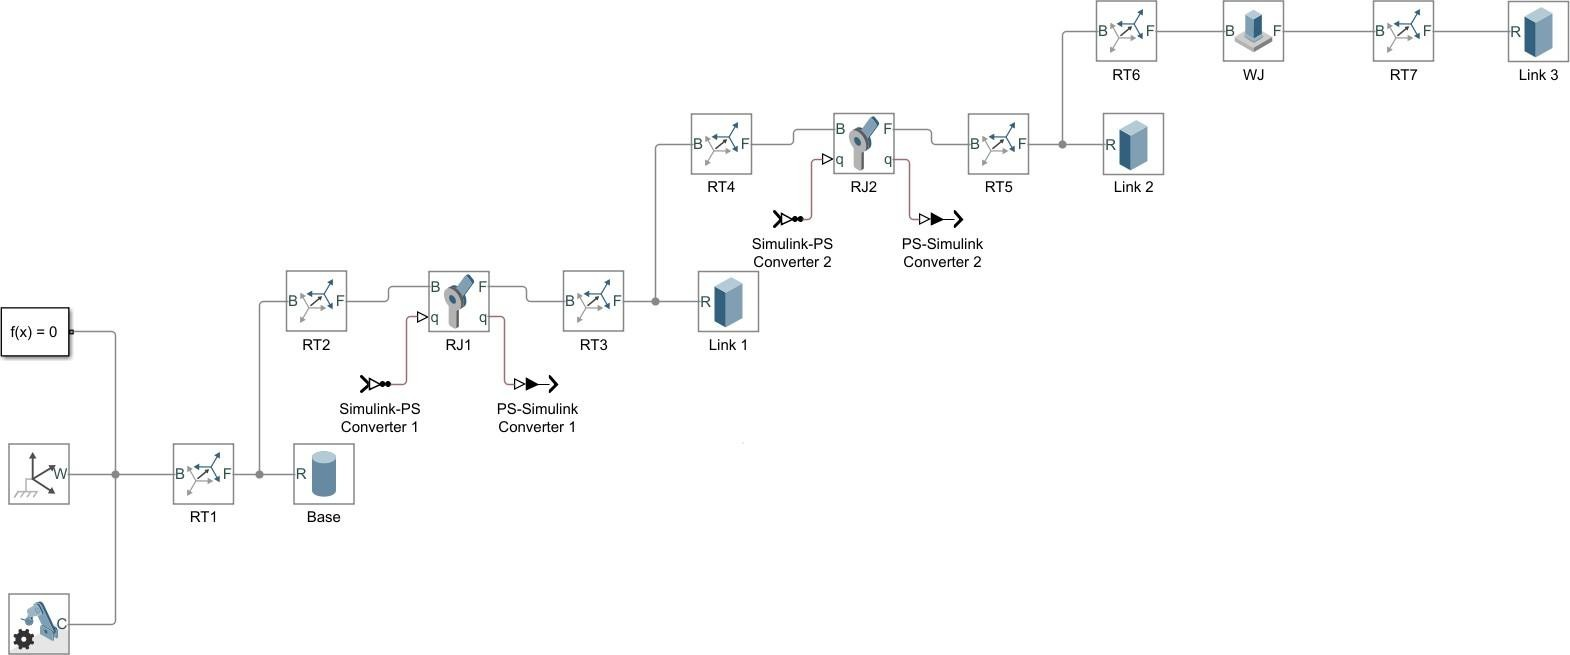 B F B F B F R
RT6 WJ RT7 Link 3
B F B F B F R
q q
RT4 RJ2 RT5 Link 2
Simulink-PS
Converter 2
PS-Simulink
Converter 2
B F B F B F R
q q
RT2 RJ1 RT3 Link 1
f(x) = 0
Simulink-PS
Converter 1
PS-Simulink
Converter 1
W B F R
RT1 Base
C